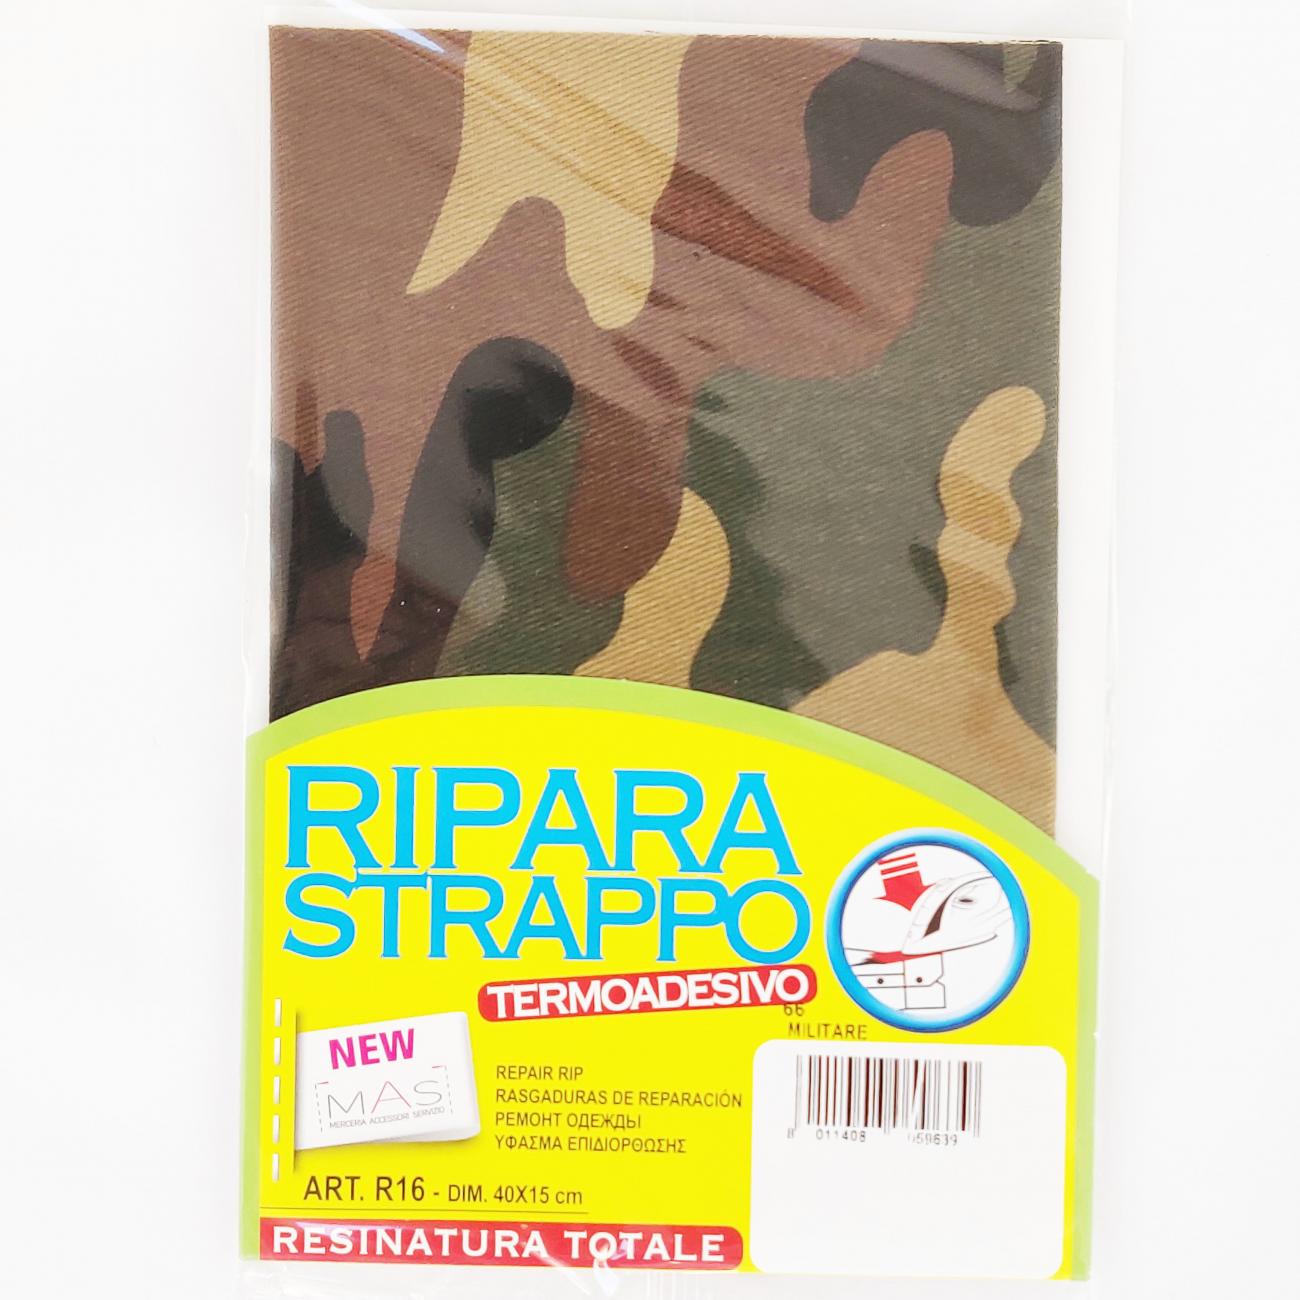 RIPARA
STRAPPO
TERMOADESIVO
66
MILITARE
NEW
MAS
MERCERIA ACCESSORI SERVIZIO
REPAIR RIP
RASGADURAS DE REPARACIÓN
РЕМОНТ ОДЕЖДЫ
ΥΦΑΣΜΑ ΕΠΙΔΙΟΡΘΩΣΗΣ
8 011408 059639
ART. R16 - DIM. 40X15 cm
RESINATURA TOTALE